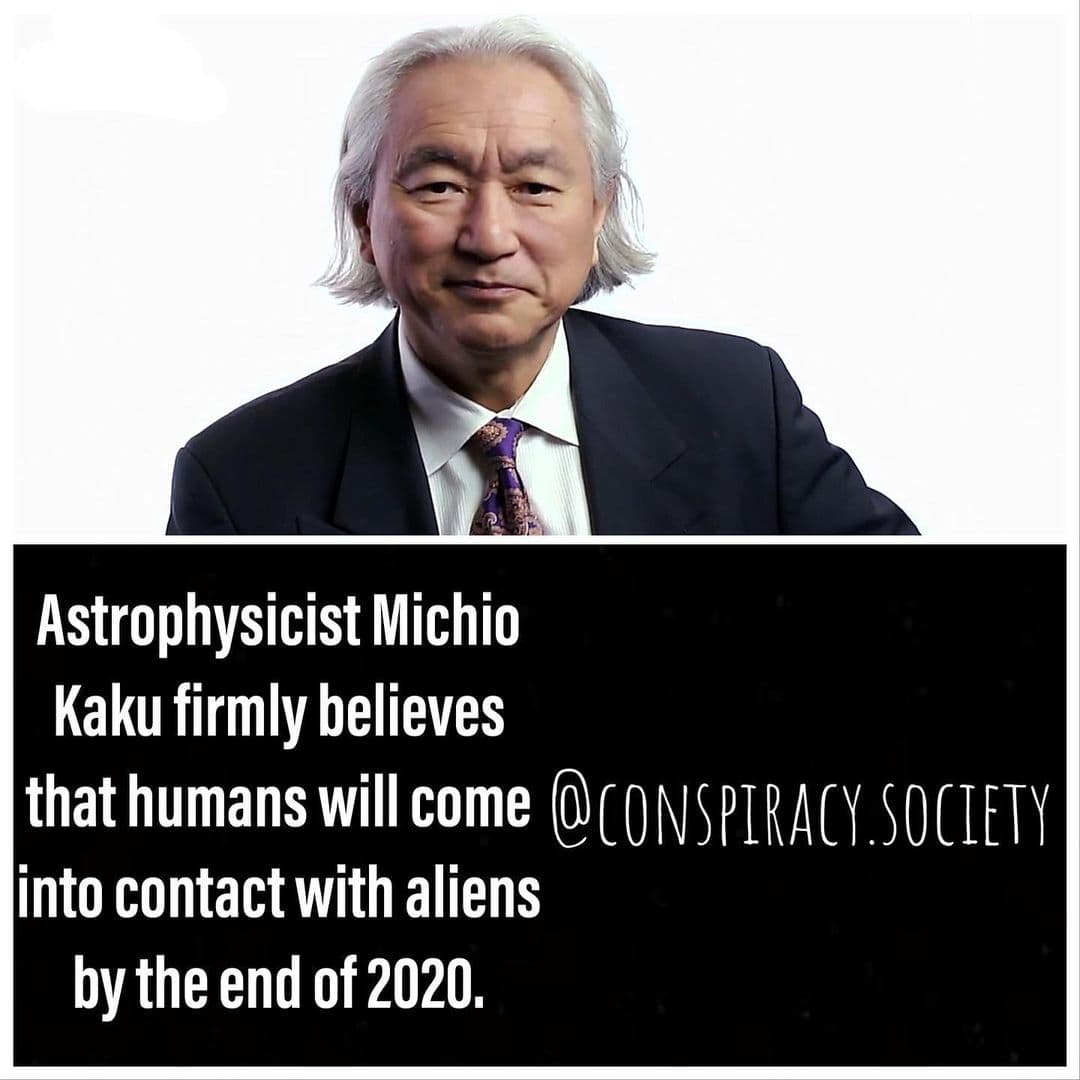 Astrophysicist Michio
Kaku firmly believes
that humans will come
into contact with aliens
by the end of 2020.
@CONSPIRACY.SOCIETY